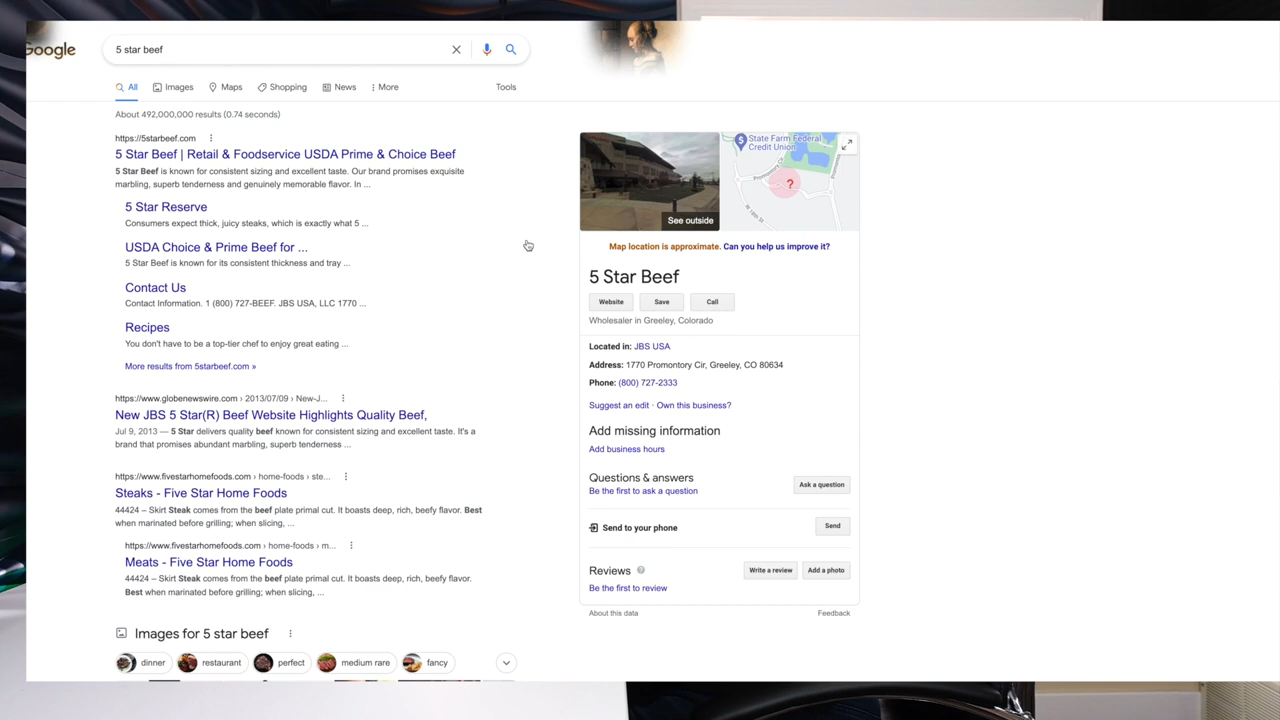 Google
5 star beef
All
Images
Maps
Shopping
News
More
Tools
About 492,000,000 results (0.74 seconds)
https://5starbeef.com
5 Star Beef | Retail & Foodservice USDA Prime & Choice Beef
5 Star Beef is known for consistent sizing and excellent taste. Our brand promises exquisite
marbling, superb tenderness and genuinely memorable flavor. In ...
5 Star Reserve
Consumers expect thick, juicy steaks, which is exactly what 5 ...
USDA Choice & Prime Beef for ...
5 Star Beef is known for its consistent thickness and tray ...
Contact Us
Contact Information. 1 (800) 727-BEEF. JBS USA, LLC 1770 ...
Recipes
You don't have to be a top-tier chef to enjoy great eating ...
More results from 5starbeef.com »
https://www.globenewswire.com › 2013/07/09 › New-J...
New JBS 5 Star(R) Beef Website Highlights Quality Beef,
Jul 9, 2013 — 5 Star delivers quality beef known for consistent sizing and excellent taste. It's a
brand that promises abundant marbling, superb tenderness ...
https://www.fivestarhomefoods.com › home-foods › ste...
Steaks - Five Star Home Foods
44424 – Skirt Steak comes from the beef plate primal cut. It boasts deep, rich, beefy flavor. Best
when marinated before grilling; when slicing, ...
https://www.fivestarhomefoods.com › home-foods › m...
Meats - Five Star Home Foods
44424 – Skirt Steak comes from the beef plate primal cut. It boasts deep, rich, beefy flavor.
Best when marinated before grilling; when slicing, ...
Images for 5 star beef
dinner
restaurant
perfect
medium rare
fancy
See outside
State Farm Federal
Credit Union
?
W 18th St
Map location is approximate. Can you help us improve it?
5 Star Beef
Website
Save
Call
Wholesaler in Greeley, Colorado
Located in: JBS USA
Address: 1770 Promontory Cir, Greeley, CO 80634
Phone: (800) 727-2333
Suggest an edit · Own this business?
Add missing information
Add business hours
Questions & answers
Be the first to ask a question
Ask a question
Send to your phone
Send
Reviews
Write a review
Add a photo
Be the first to review
About this data
Feedback